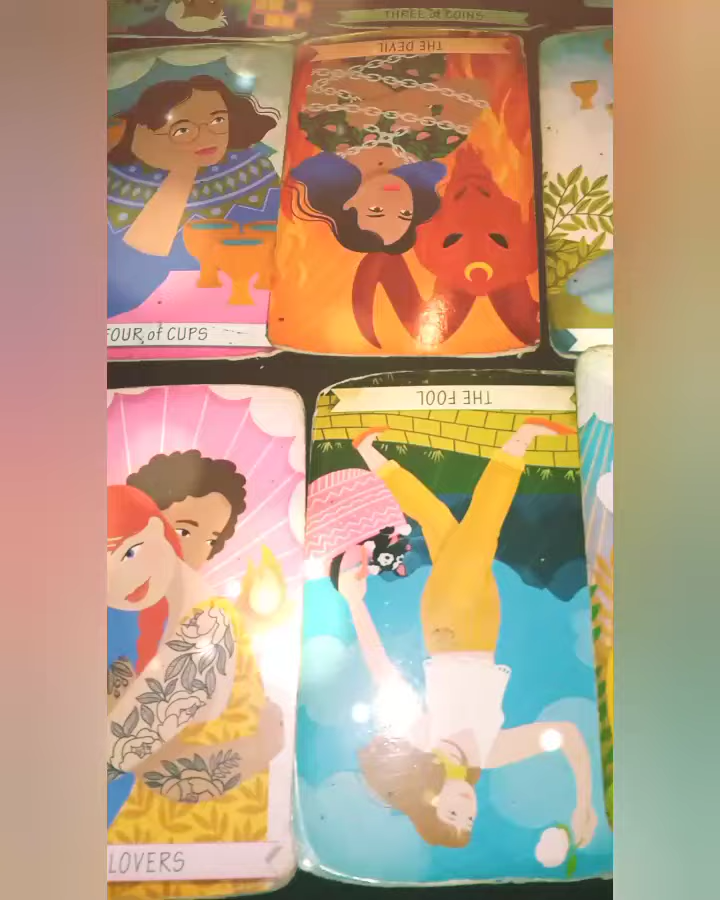 THREE of COINS
THE DEVIL
FOUR of CUPS
THE FOOL
LOVERS